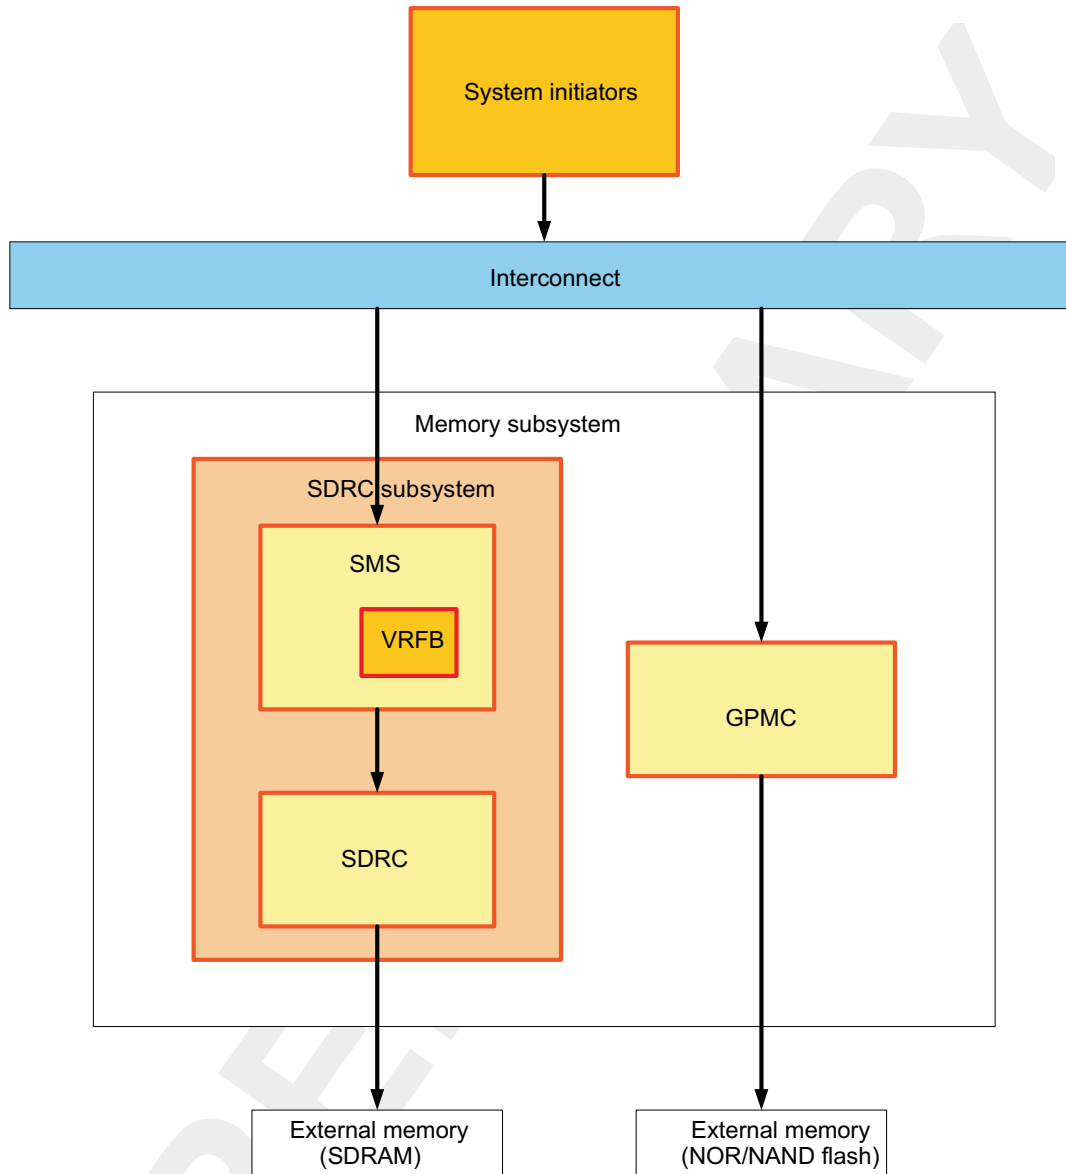 System initiators
Interconnect
Memory subsystem
SDRC subsystem
SMS
VRFB
GPMC
SDRC
External memory
(SDRAM)
External memory
(NOR/NAND flash)